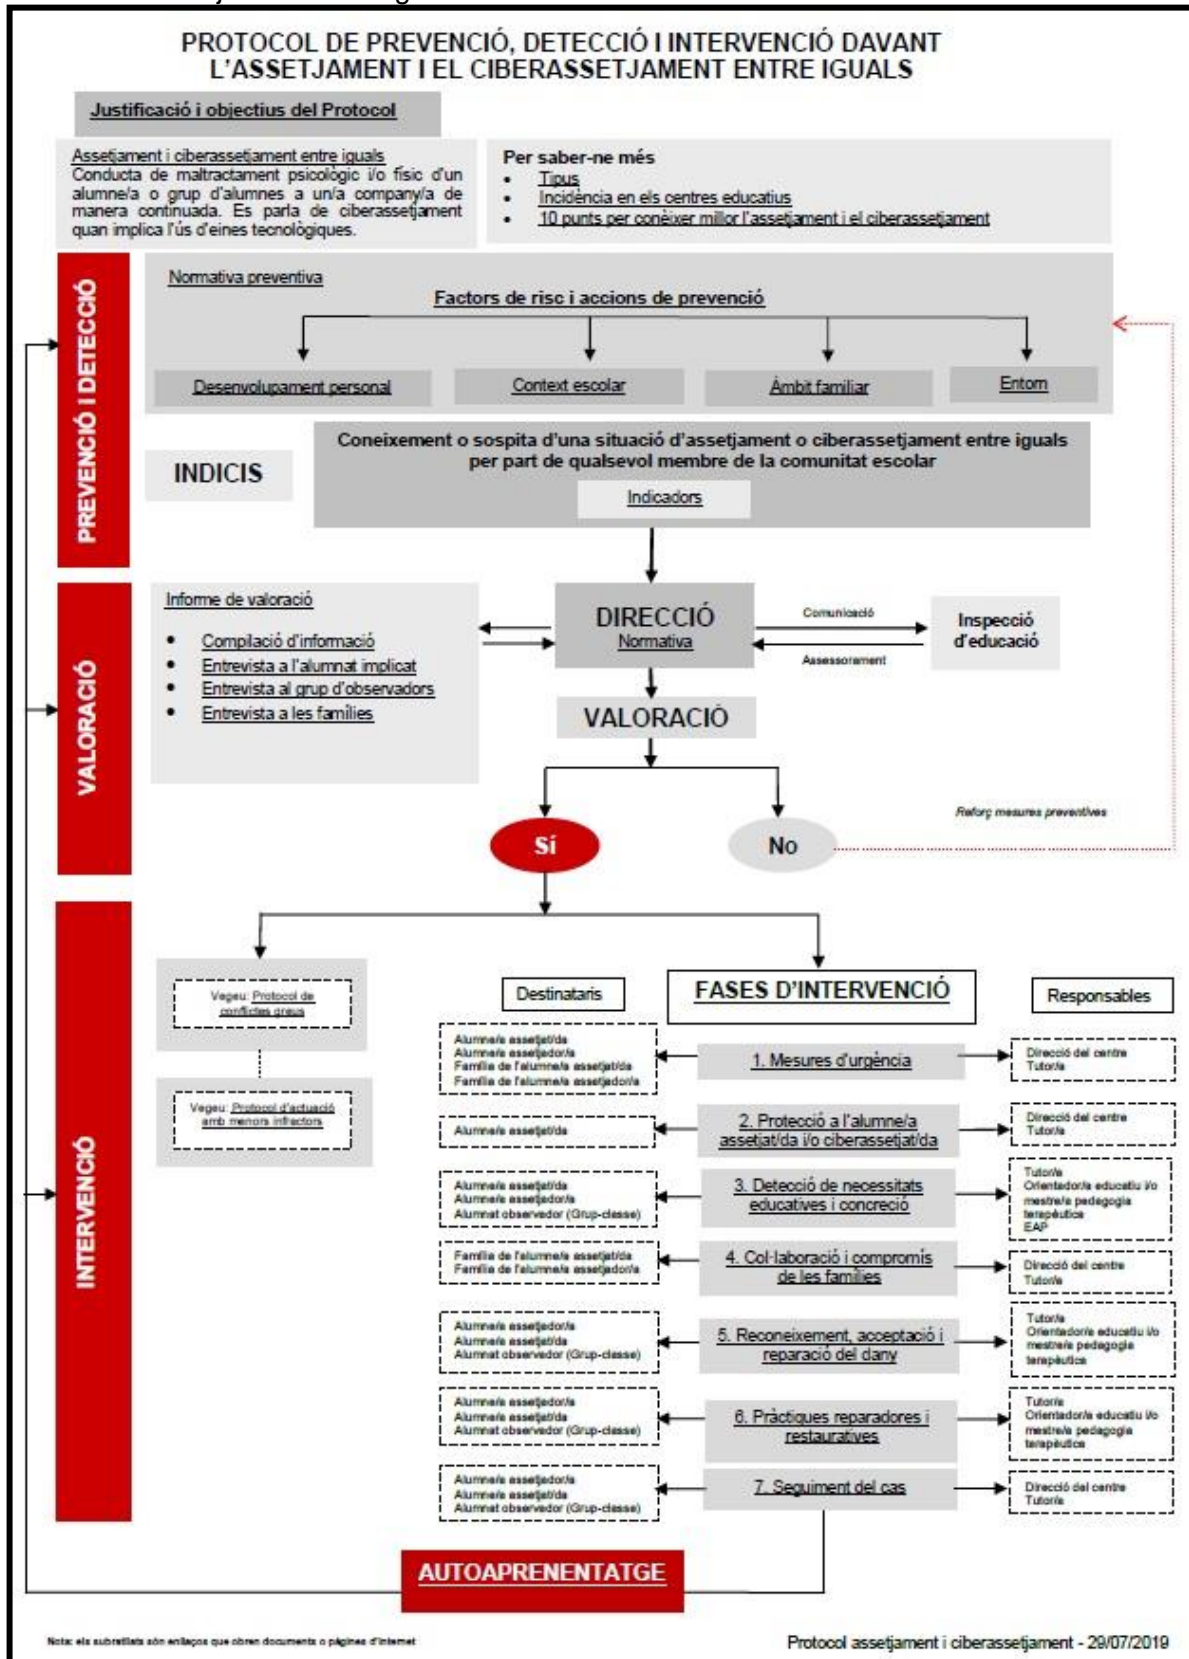 PROTOCOL DE PREVENCIÓ, DETECCIÓ I INTERVENCIÓ DAVANT
L'ASSETJAMENT I EL CIBERASSETJAMENT ENTRE IGUALS
Justificació i objectius del Protocol
Assetjament i ciberassetjament entre iguals
Conducta de maltractament psicològic i/o físic d'un
alumne/a o grup d'alumnes a un/a company/a de
manera continuada. Es parla de ciberassetjament
quan implica l'ús d'eines tecnològiques.
Per saber-ne més
• Tipus
• Incidència en els centres educatius
• 10 punts per conèixer millor l'assetjament i el ciberassetjament
PREVENCIÓ I DETECCIÓ
Normativa preventiva
Factors de risc i accions de prevenció
Desenvolupament personal
Context escolar
Àmbit familiar
Entorn
INDICIS
Coneixement o sospita d'una situació d'assetjament o ciberassetjament entre iguals
per part de qualsevol membre de la comunitat escolar
Indicadors
VALORACIÓ
Informe de valoració
• Compilació d'informació
• Entrevista a l'alumnat implicat
• Entrevista al grup d'observadors
• Entrevista a les famílies
DIRECCIÓ
Normativa
Comunicació
Assessorament
Inspecció
d'educació
VALORACIÓ
Sí
No
Reforç mesures preventives
INTERVENCIÓ
Vegeu: Protocol de
conflictes greus
Vegeu: Protocol d'actuació
amb menors infractors
Destinataris
FASES D'INTERVENCIÓ
Responsables
Alumne/a assetjat/da
Alumne/a assetjador/a
Família de l'alumne/a assetjat/da
Família de l'alumne/a assetjador/a
1. Mesures d'urgència
Direcció del centre
Tutor/a
Alumne/a assetjat/da
2. Protecció a l'alumne/a
assetjat/da i/o ciberassetjat/da
Direcció del centre
Tutor/a
Alumne/a assetjat/da
Alumne/a assetjador/a
Alumnat observador (Grup-classe)
3. Detecció de necessitats
educatives i concreció
Tutor/a
Orientador/a educatiu i/o
mestre/a pedagogia
terapèutica
EAP
Família de l'alumne/a assetjat/da
Família de l'alumne/a assetjador/a
4. Col·laboració i compromís
de les famílies
Direcció del centre
Tutor/a
Alumne/a assetjador/a
Alumne/a assetjat/da
Alumnat observador (Grup-classe)
5. Reconeixement, acceptació i
reparació del dany
Tutor/a
Orientador/a educatiu i/o
mestre/a pedagogia
terapèutica
Alumne/a assetjador/a
Alumne/a assetjat/da
Alumnat observador (Grup-classe)
6. Pràctiques reparadores i
restauratives
Tutor/a
Orientador/a educatiu i/o
mestre/a pedagogia
terapèutica
Alumne/a assetjador/a
Alumne/a assetjat/da
Alumnat observador (Grup-classe)
7. Seguiment del cas
Direcció del centre
Tutor/a
AUTOAPRENENTATGE
Nota: els subratllats són enllaços que obren documents o pàgines d'internet
Protocol assetjament i ciberassetjament - 29/07/2019